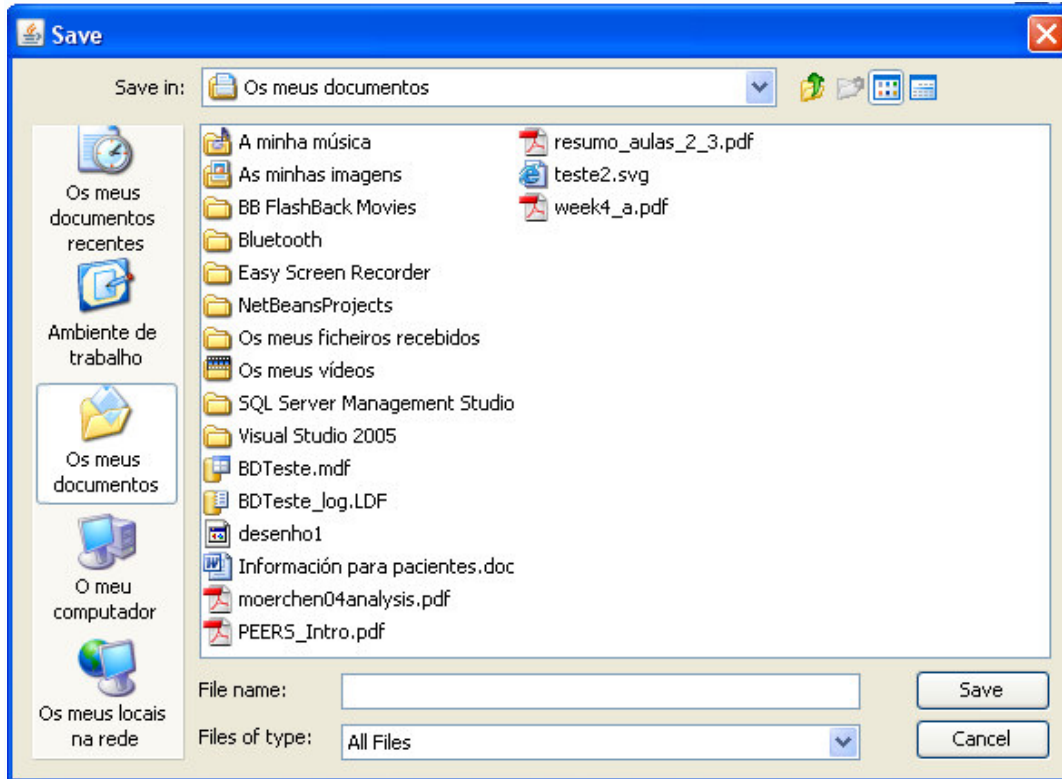 Save
Save in:
Os meus documentos
Os meus
documentos
recentes
Ambiente de
trabalho
Os meus
documentos
O meu
computador
Os meus locais
na rede
A minha música
As minhas imagens
BB FlashBack Movies
Bluetooth
Easy Screen Recorder
NetBeansProjects
Os meus ficheiros recebidos
Os meus vídeos
SQL Server Management Studio
Visual Studio 2005
BDTeste.mdf
BDTeste_log.LDF
desenho1
Información para pacientes.doc
moerchen04analysis.pdf
PEERS_Intro.pdf
resumo_aulas_2_3.pdf
teste2.svg
week4_a.pdf
File name:
Save
Files of type:
All Files
Cancel